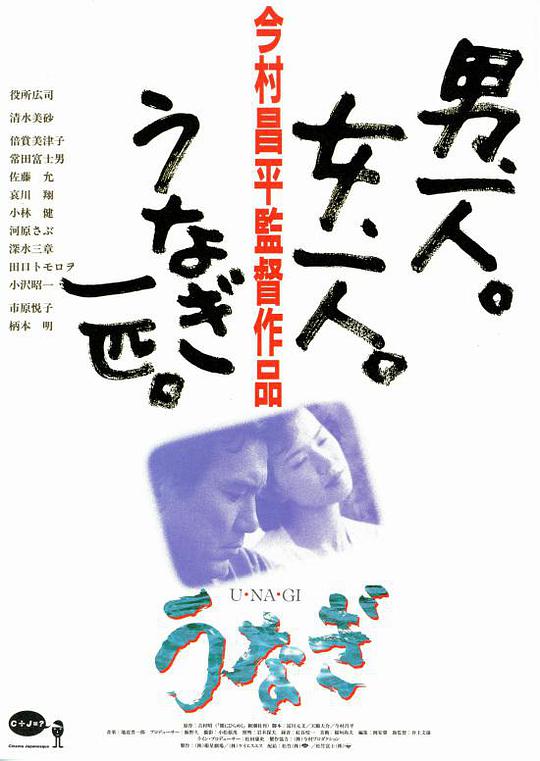 男、一人。
女、一人。
うなぎ、一匹。
今村昌平監督作品
役所広司
清水美砂
倍賞美津子
常田富士男
佐藤 允
哀川 翔
小林 健
河原さぶ
深水三章
田口トモロヲ
小沢昭一
市原悦子
柄本 明
U・NA・GI
うなぎ
C+J=?
Cinema Japanesque